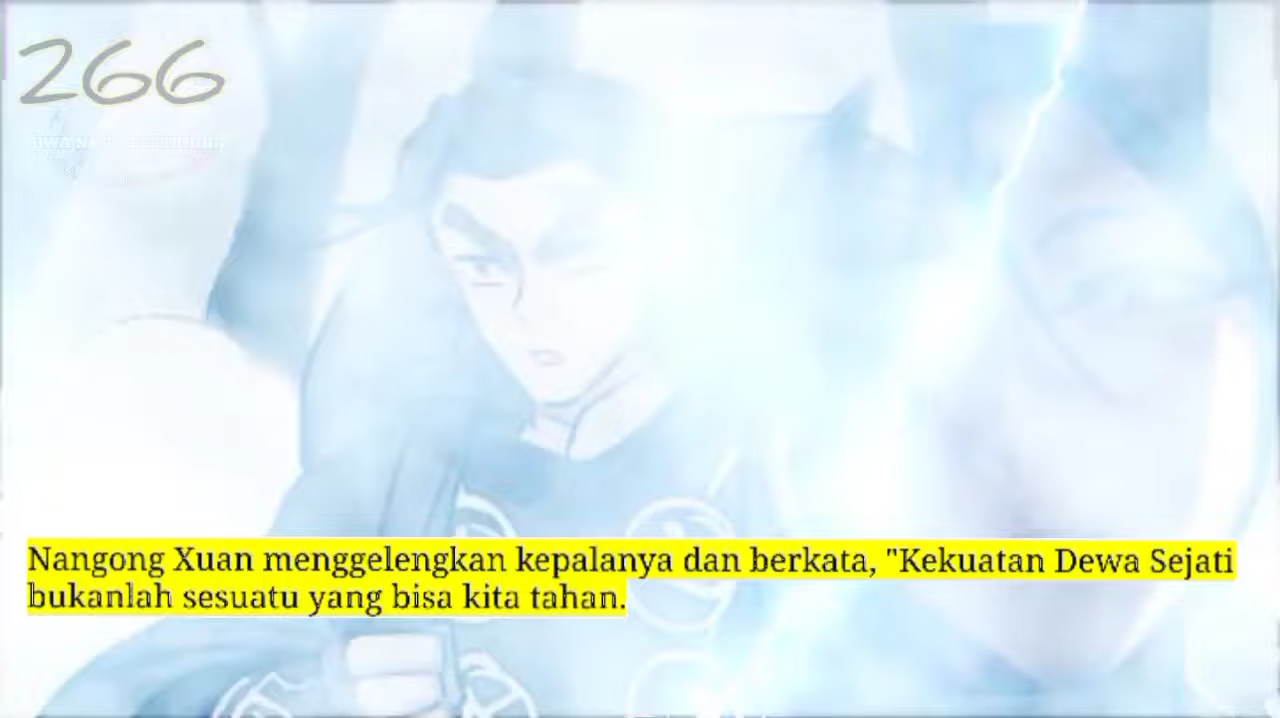 266
Nangong Xuan menggelengkan kepalanya dan berkata, "Kekuatan Dewa Sejati
bukanlah sesuatu yang bisa kita tahan.